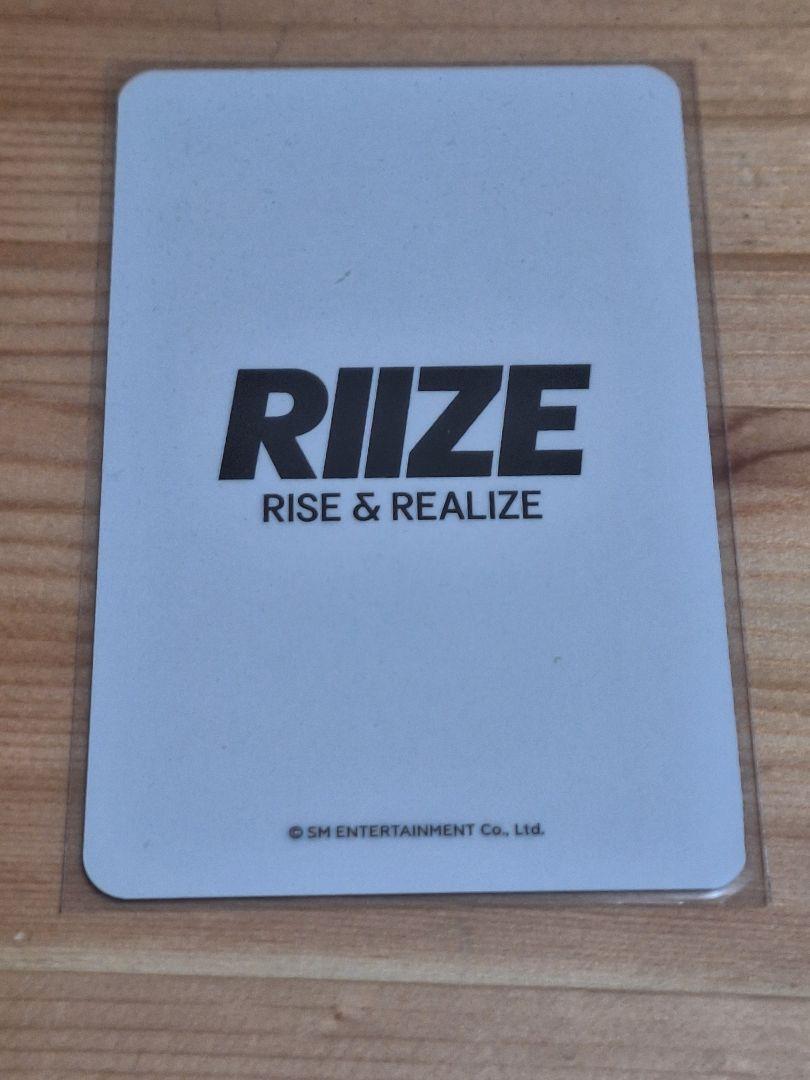 RIIZE
RISE & REALIZE
© SM ENTERTAINMENT Co., Ltd.